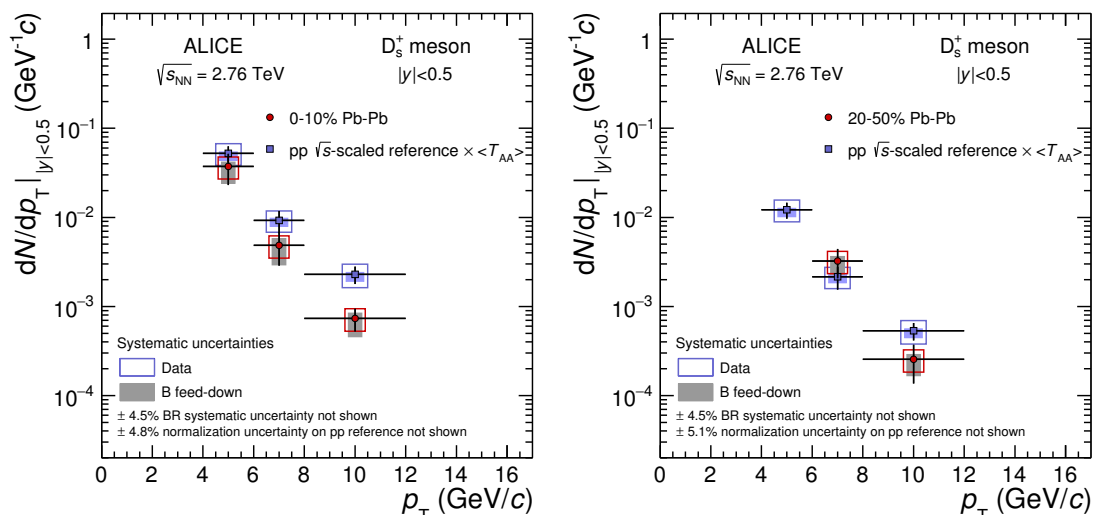 dN/dp_T||y|<0.5 (GeV⁻¹c)
1
10⁻¹
10⁻²
10⁻³
10⁻⁴
ALICE
√s_NN = 2.76 TeV
D_s⁺ meson
|y|<0.5
0-10% Pb-Pb
pp √s-scaled reference × <T_AA>
Systematic uncertainties
Data
B feed-down
± 4.5% BR systematic uncertainty not shown
± 4.8% normalization uncertainty on pp reference not shown
0 2 4 6 8 10 12 14 16
p_T (GeV/c)
dN/dp_T||y|<0.5 (GeV⁻¹c)
1
10⁻¹
10⁻²
10⁻³
10⁻⁴
ALICE
√s_NN = 2.76 TeV
D_s⁺ meson
|y|<0.5
20-50% Pb-Pb
pp √s-scaled reference × <T_AA>
Systematic uncertainties
Data
B feed-down
± 4.5% BR systematic uncertainty not shown
± 5.1% normalization uncertainty on pp reference not shown
0 2 4 6 8 10 12 14 16
p_T (GeV/c)